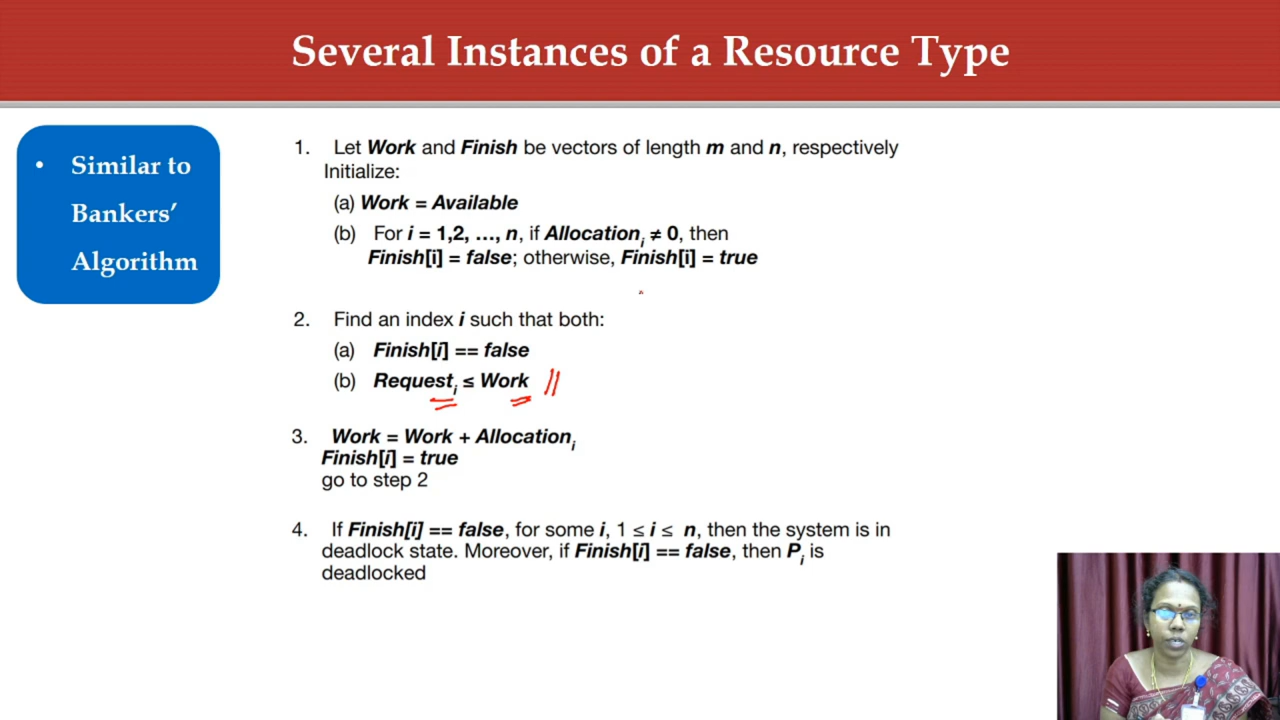 Several Instances of a Resource Type
• Similar to
Bankers’
Algorithm
1. Let Work and Finish be vectors of length m and n, respectively
Initialize:
(a) Work = Available
(b) For i = 1,2, …, n, if Allocationi ≠ 0, then
Finish[i] = false; otherwise, Finish[i] = true
2. Find an index i such that both:
(a) Finish[i] == false
(b) Requesti ≤ Work
3. Work = Work + Allocationi
Finish[i] = true
go to step 2
4. If Finish[i] == false, for some i, 1 ≤ i ≤ n, then the system is in
deadlock state. Moreover, if Finish[i] == false, then Pi is
deadlocked